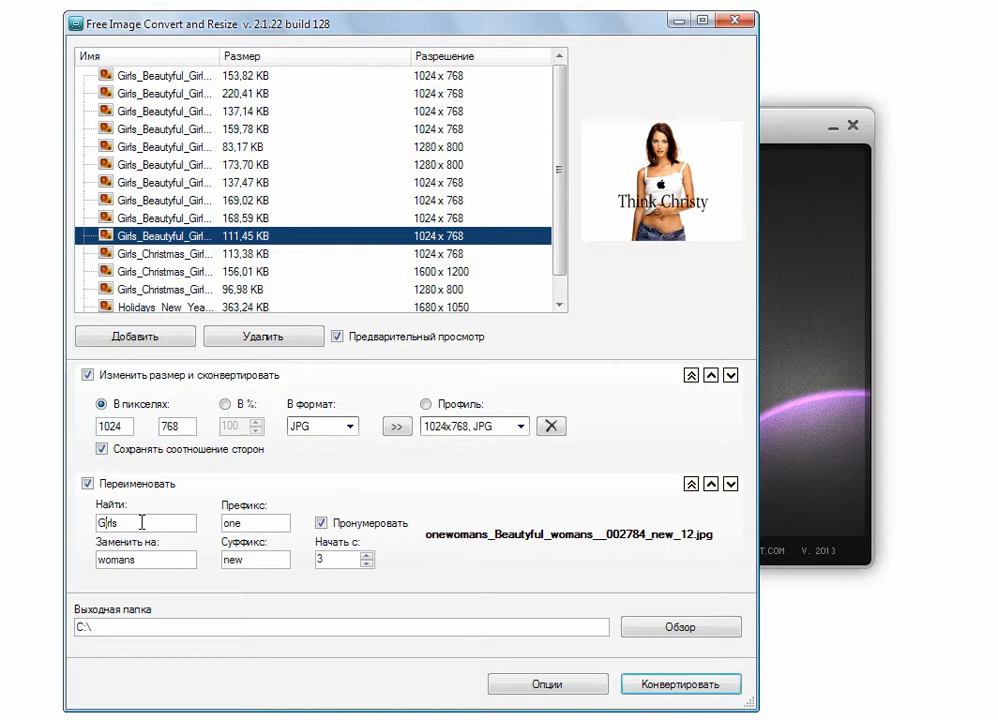 Free Image Convert and Resize v. 2.1.22 build 128
Имя Размер Разрешение
Girls_Beautyful_Girl... 153,82 KB 1024 x 768
Girls_Beautyful_Girl... 220,41 KB 1024 x 768
Girls_Beautyful_Girl... 137,14 KB 1024 x 768
Girls_Beautyful_Girl... 159,78 KB 1024 x 768
Girls_Beautyful_Girl... 83,17 KB 1280 x 800
Girls_Beautyful_Girl... 173,70 KB 1280 x 800
Girls_Beautyful_Girl... 137,47 KB 1024 x 768
Girls_Beautyful_Girl... 169,02 KB 1024 x 768
Girls_Beautyful_Girl... 168,59 KB 1024 x 768
Girls_Beautyful_Girl... 111,45 KB 1024 x 768
Girls_Christmas_Girl... 113,38 KB 1024 x 768
Girls_Christmas_Girl... 156,01 KB 1600 x 1200
Girls_Christmas_Girl... 96,98 KB 1280 x 800
Holidays_New_Yea... 363,24 KB 1680 x 1050
Think Christy
Добавить Удалить Предварительный просмотр
Изменить размер и сконвертировать
В пикселях: В %: В формат: Профиль:
1024 768 100 JPG >> 1024x768, JPG
Сохранять соотношение сторон
Переименовать
Найти: Префикс:
Girls one Пронумеровать
Заменить на: Суффикс: Начать с:
womans new 3
onewomans_Beautyful_womans__002784_new_12.jpg
Выходная папка
C:\ Обзор
Опции Конвертировать
T.COM V. 2013